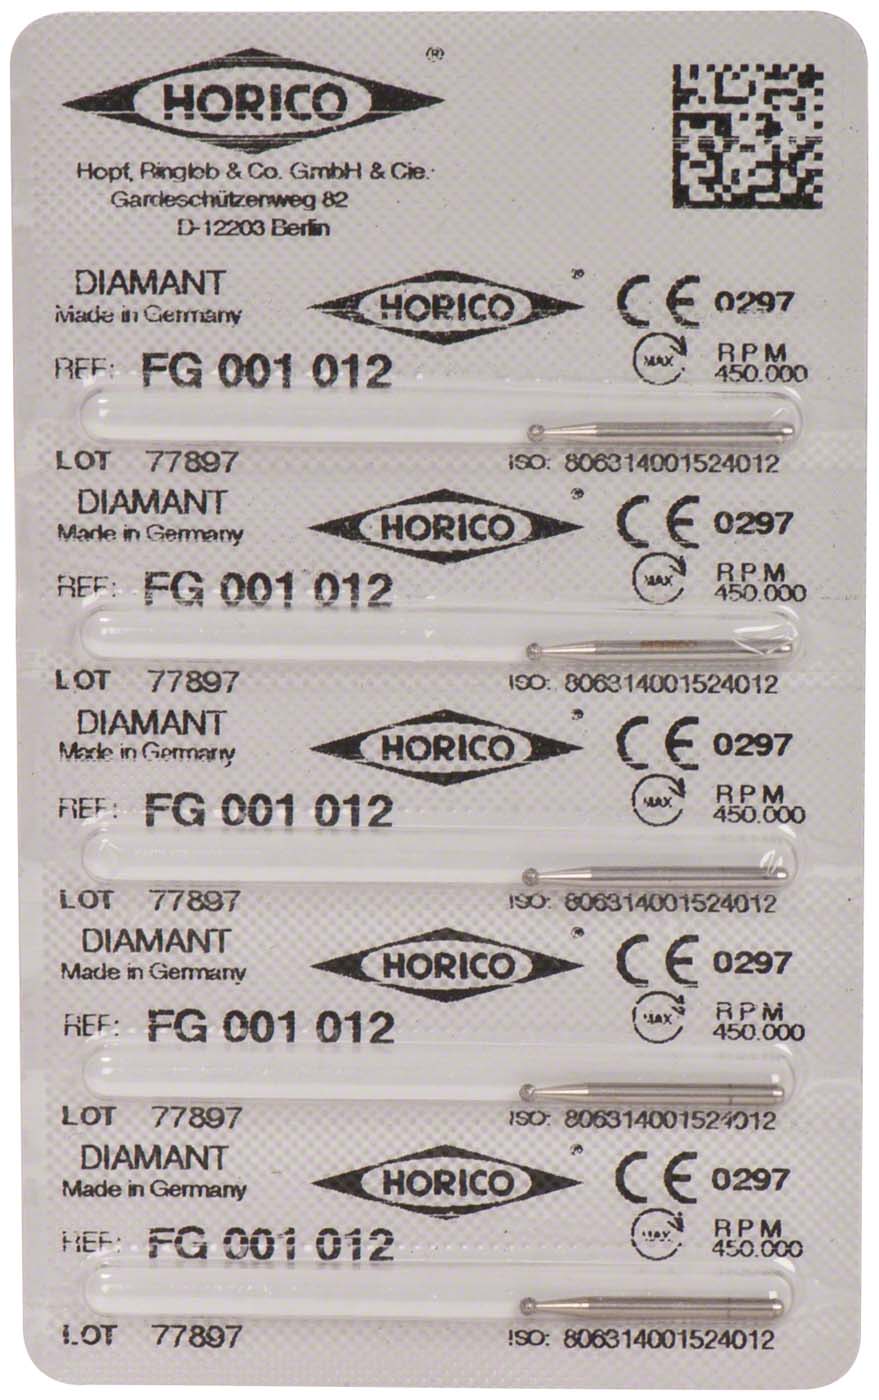 HORICO ®
Hopf, Ringleb & Co. GmbH & Cie.
Gardeschützenweg 82
D-12203 Berlin
DIAMANT
Made in Germany
HORICO ®
CE 0297
REF: FG 001 012
MAX
RPM
450.000
LOT 77897
ISO: 806314001524012
DIAMANT
Made in Germany
HORICO ®
CE 0297
REF: FG 001 012
MAX
RPM
450.000
LOT 77897
ISO: 806314001524012
DIAMANT
Made in Germany
HORICO ®
CE 0297
REF: FG 001 012
MAX
RPM
450.000
LOT 77897
ISO: 806314001524012
DIAMANT
Made in Germany
HORICO ®
CE 0297
REF: FG 001 012
MAX
RPM
450.000
LOT 77897
ISO: 806314001524012
DIAMANT
Made in Germany
HORICO ®
CE 0297
REF: FG 001 012
MAX
RPM
450.000
LOT 77897
ISO: 806314001524012